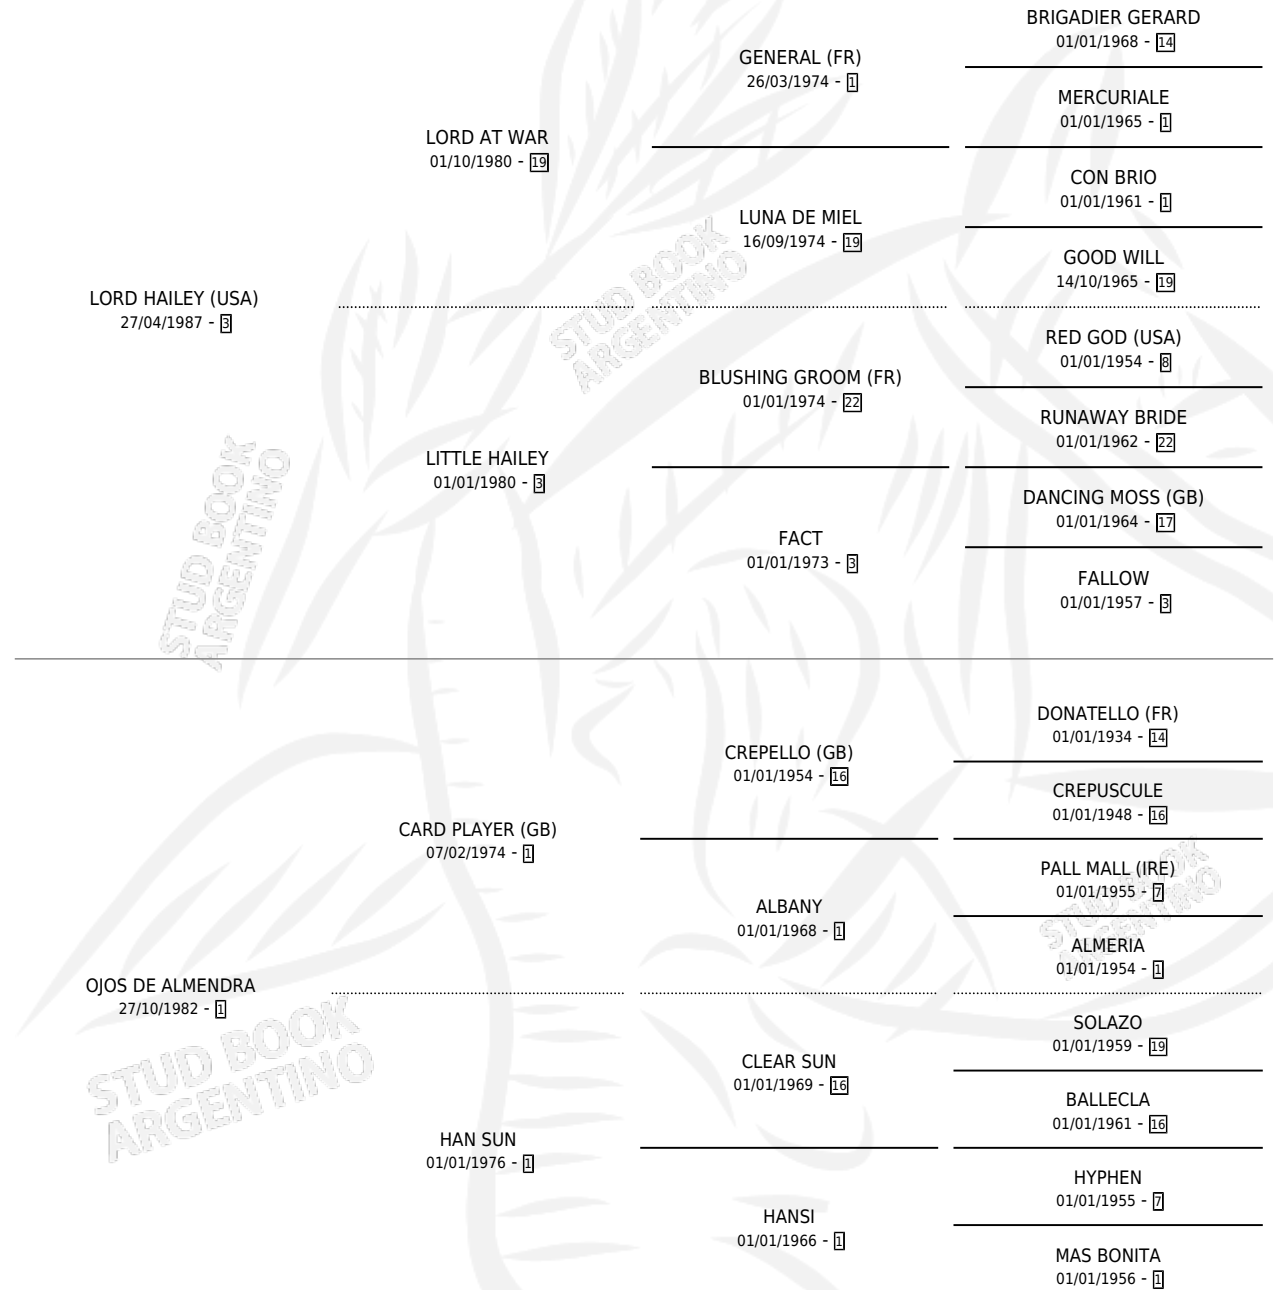 BRIGADIER GERARD
01/01/1968 - 14
GENERAL (FR)
26/03/1974 - 1
MERCURIALE
01/01/1965 - 1
LORD AT WAR
01/10/1980 - 19
CON BRIO
01/01/1961 - 1
LUNA DE MIEL
16/09/1974 - 19
GOOD WILL
14/10/1965 - 19
LORD HAILEY (USA)
27/04/1987 - 3
RED GOD (USA)
01/01/1954 - 8
BLUSHING GROOM (FR)
01/01/1974 - 22
RUNAWAY BRIDE
01/01/1962 - 22
LITTLE HAILEY
01/01/1980 - 3
DANCING MOSS (GB)
01/01/1964 - 17
FACT
01/01/1973 - 3
FALLOW
01/01/1957 - 3
DONATELLO (FR)
01/01/1934 - 14
CREPELLO (GB)
01/01/1954 - 16
CREPUSCULE
01/01/1948 - 16
CARD PLAYER (GB)
07/02/1974 - 1
PALL MALL (IRE)
01/01/1955 - 7
ALBANY
01/01/1968 - 1
ALMERIA
01/01/1954 - 1
OJOS DE ALMENDRA
27/10/1982 - 1
SOLAZO
01/01/1959 - 19
CLEAR SUN
01/01/1969 - 16
BALLECLA
01/01/1961 - 16
HAN SUN
01/01/1976 - 1
HYPHEN
01/01/1955 - 7
HANSI
01/01/1966 - 1
MAS BONITA
01/01/1956 - 1
STUD BOOK
ARGENTINO
STUD BOOK
ARGENTINO
STUD BOOK
ARGENTINO
STUD BOOK
ARGENTINO